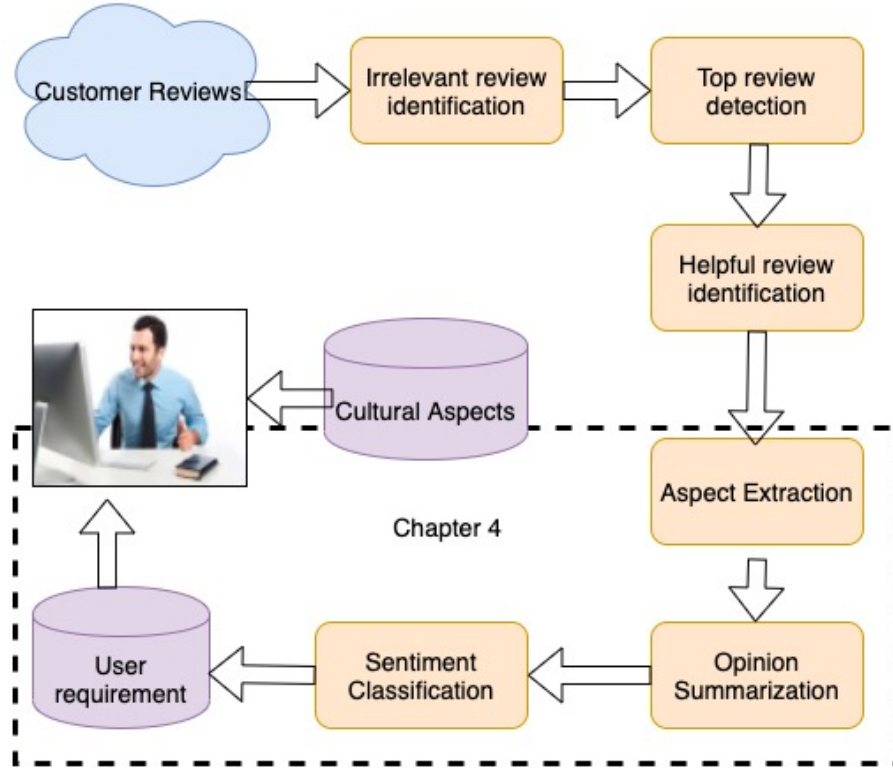 Customer Reviews
Irrelevant review
identification
Top review
detection
Helpful review
identification
Cultural Aspects
Aspect Extraction
Chapter 4
User
requirement
Sentiment
Classification
Opinion
Summarization